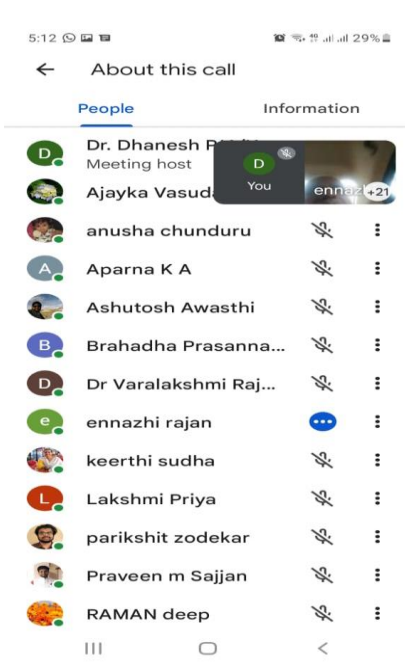 5:12 29%
About this call
People Information
Dr. Dhanesh
Meeting host
D
You ennaz +21
D
Ajayka Vasud
anusha chunduru
A Aparna K A
Ashutosh Awasthi
B Brahadha Prasanna...
D Dr Varalakshmi Raj...
e ennazhi rajan
keerthi sudha
L Lakshmi Priya
parikshit zodekar
Praveen m Sajjan
RAMAN deep